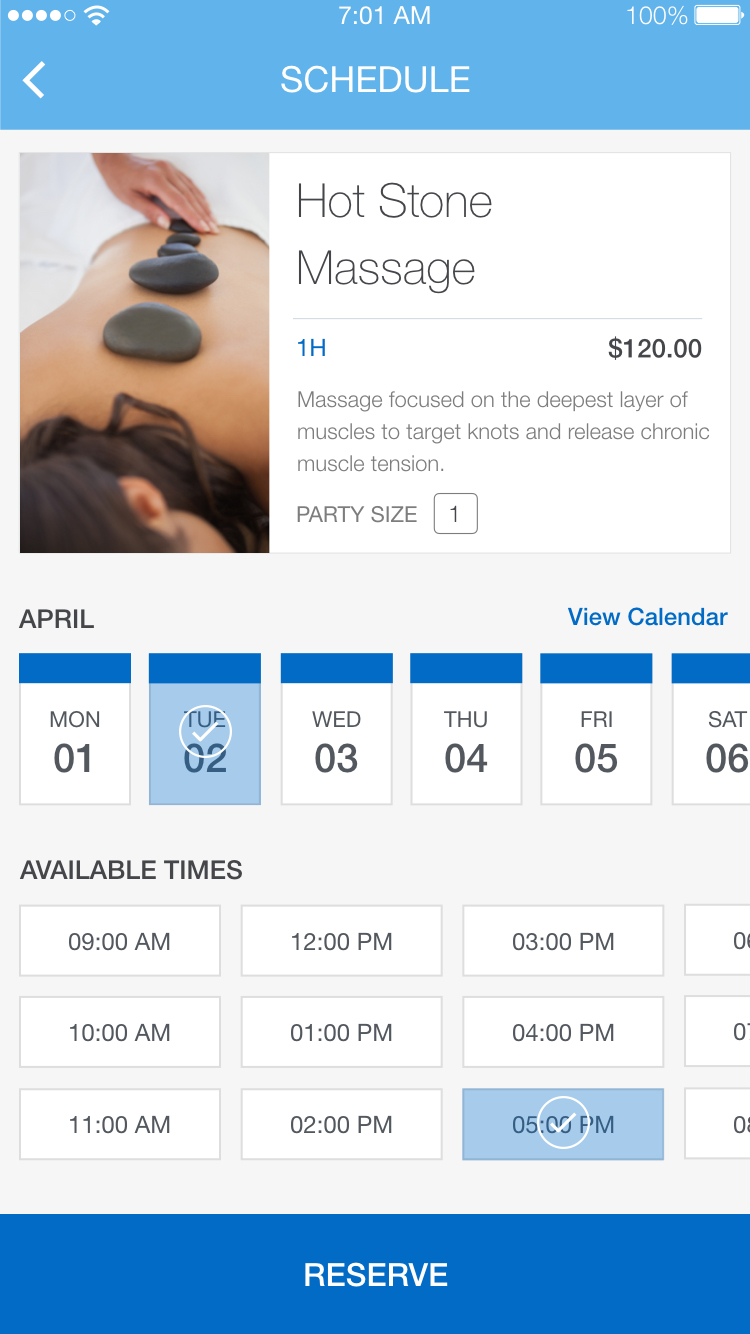 7:01 AM 100%
SCHEDULE
Hot Stone
Massage
1H $120.00
Massage focused on the deepest layer of
muscles to target knots and release chronic
muscle tension.
PARTY SIZE 1
APRIL View Calendar
MON TUE WED THU FRI SAT
01 02 03 04 05 06
AVAILABLE TIMES
09:00 AM 12:00 PM 03:00 PM
10:00 AM 01:00 PM 04:00 PM
11:00 AM 02:00 PM 05:00 PM
RESERVE